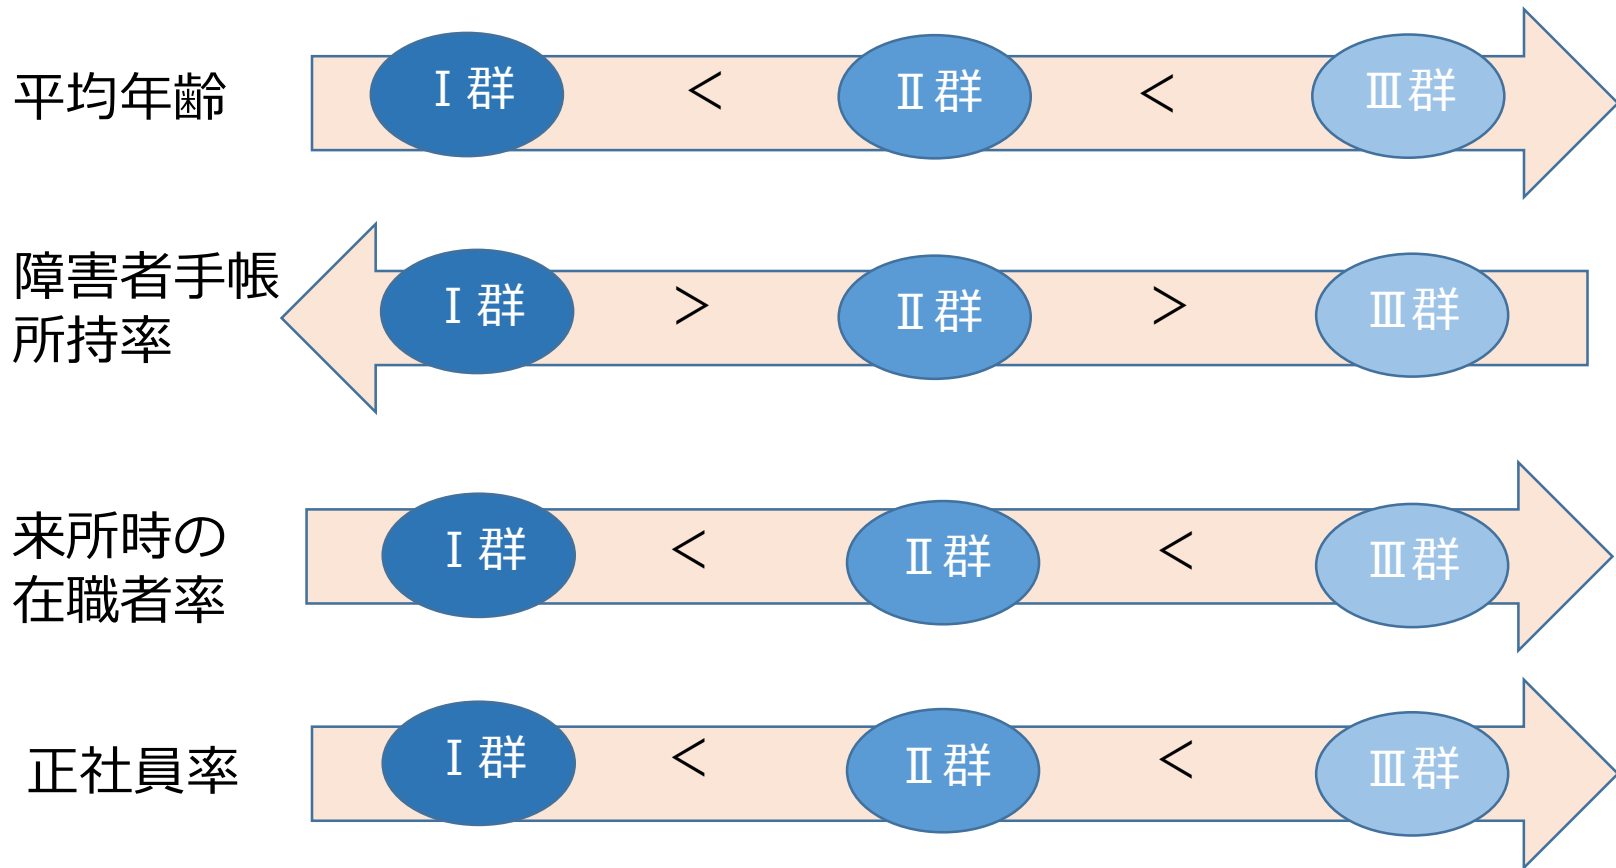 平均年齢 Ⅰ群 < Ⅱ群 < Ⅲ群
障害者手帳
所持率 Ⅰ群 > Ⅱ群 > Ⅲ群
来所時の
在職者率 Ⅰ群 < Ⅱ群 < Ⅲ群
正社員率 Ⅰ群 < Ⅱ群 < Ⅲ群